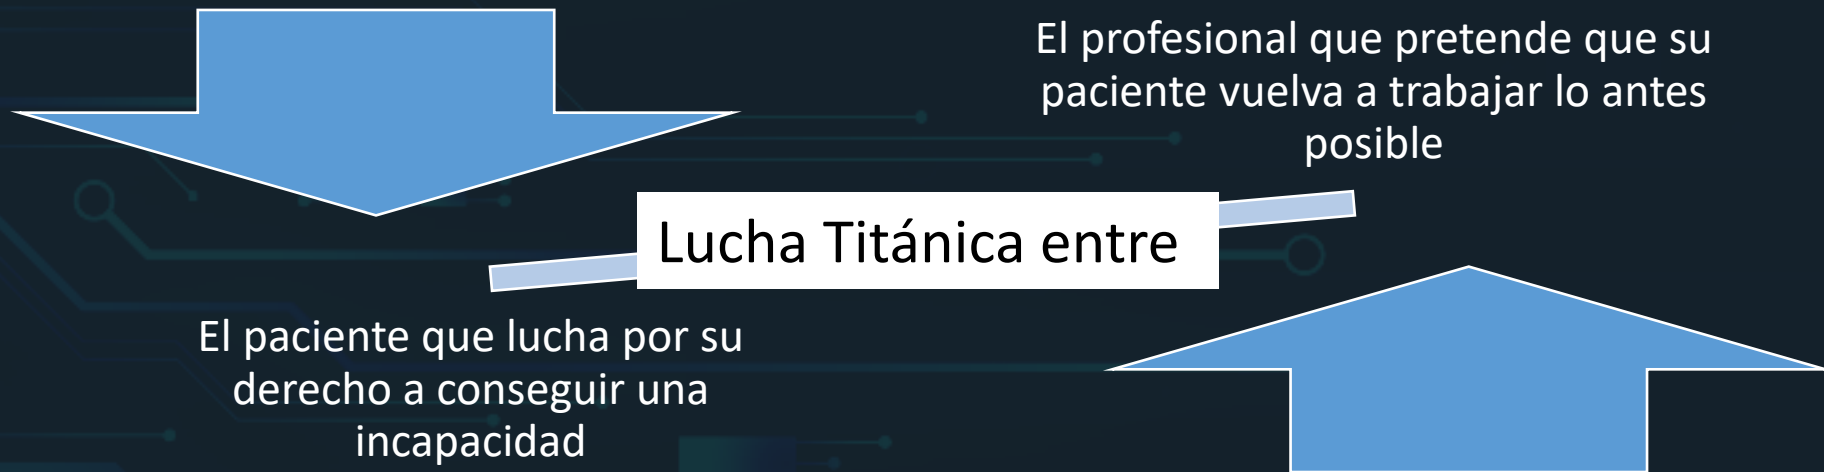 El profesional que pretende que su
paciente vuelva a trabajar lo antes
posible
Lucha Titánica entre
El paciente que lucha por su
derecho a conseguir una
incapacidad